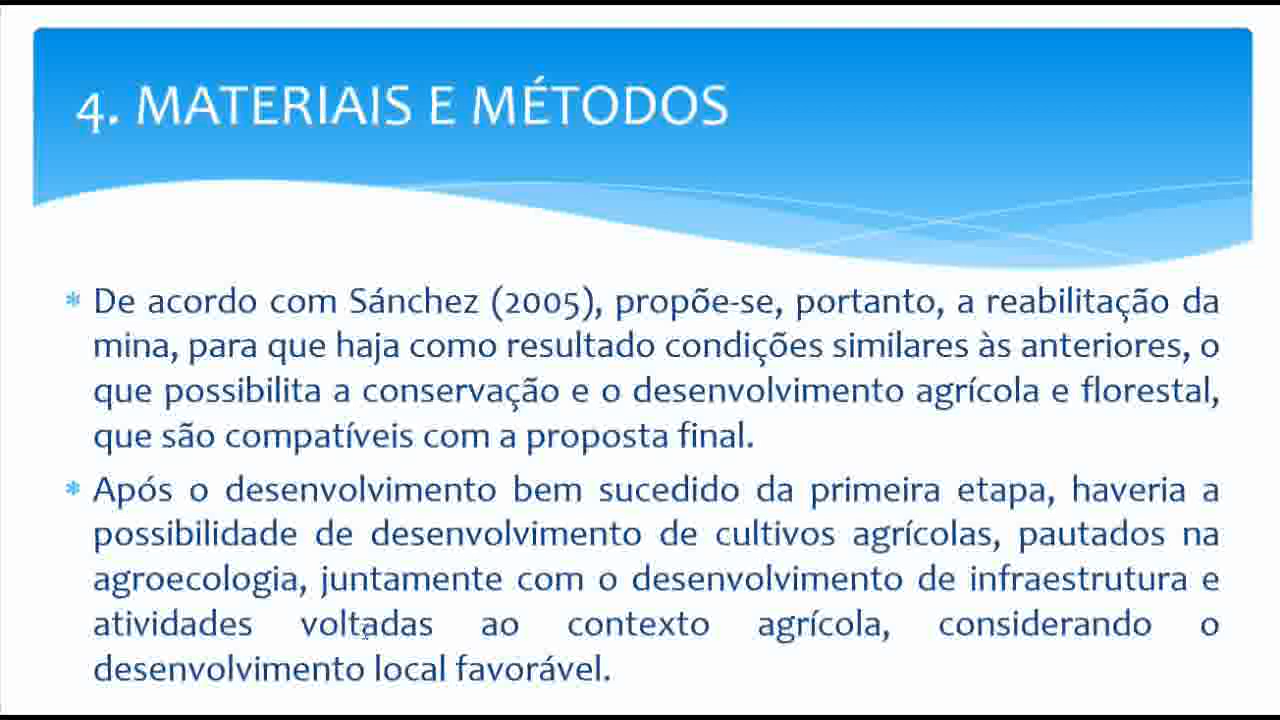 4. MATERIAIS E MÉTODOS
* De acordo com Sánchez (2005), propõe-se, portanto, a reabilitação da
mina, para que haja como resultado condições similares às anteriores, o
que possibilita a conservação e o desenvolvimento agrícola e florestal,
que são compatíveis com a proposta final.
* Após o desenvolvimento bem sucedido da primeira etapa, haveria a
possibilidade de desenvolvimento de cultivos agrícolas, pautados na
agroecologia, juntamente com o desenvolvimento de infraestrutura e
atividades voltadas ao contexto agrícola, considerando o
desenvolvimento local favorável.